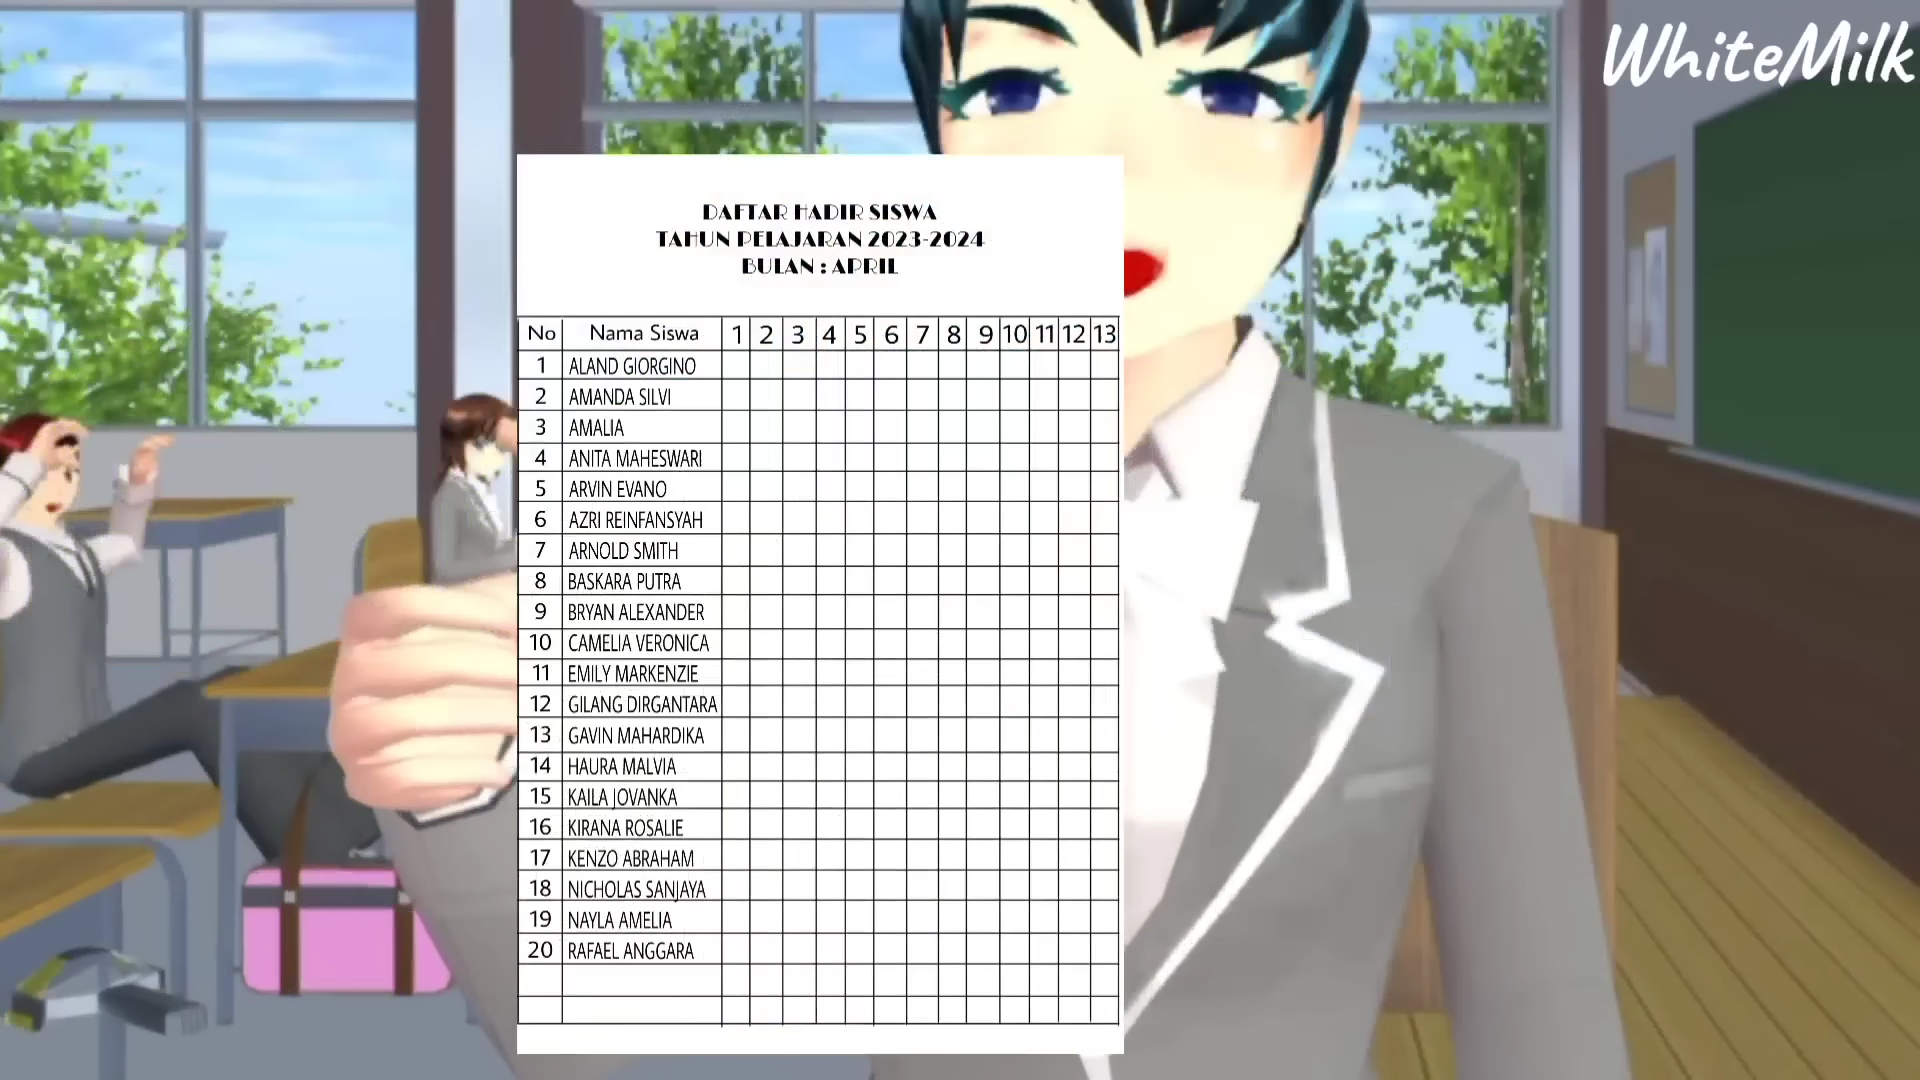 WhiteMilk
DAFTAR HADIR SISWA
TAHUN PELAJARAN 2023-2024
BULAN : APRIL
No Nama Siswa 1 2 3 4 5 6 7 8 9 10 11 12 13
1 ALAND GIORGINO
2 AMANDA SILVI
3 AMALIA
4 ANITA MAHESWARI
5 ARVIN EVANO
6 AZRI REINFANSYAH
7 ARNOLD SMITH
8 BASKARA PUTRA
9 BRYAN ALEXANDER
10 CAMELIA VERONICA
11 EMILY MARKENZIE
12 GILANG DIRGANTARA
13 GAVIN MAHARDIKA
14 HAURA MALVIA
15 KAILA JOVANKA
16 KIRANA ROSALIE
17 KENZO ABRAHAM
18 NICHOLAS SANJAYA
19 NAYLA AMELIA
20 RAFAEL ANGGARA